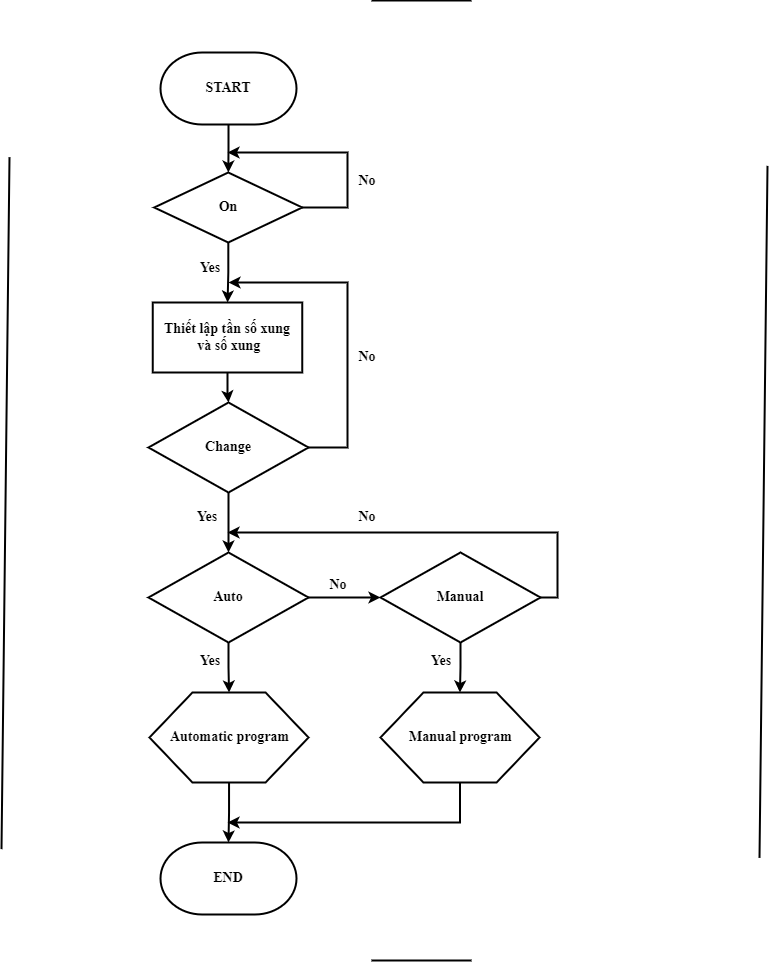 START
No
On
Yes
Thiết lập tần số xung
và số xung
No
Change
Yes
No
Auto
No
Manual
Yes
Yes
Automatic program
Manual program
END